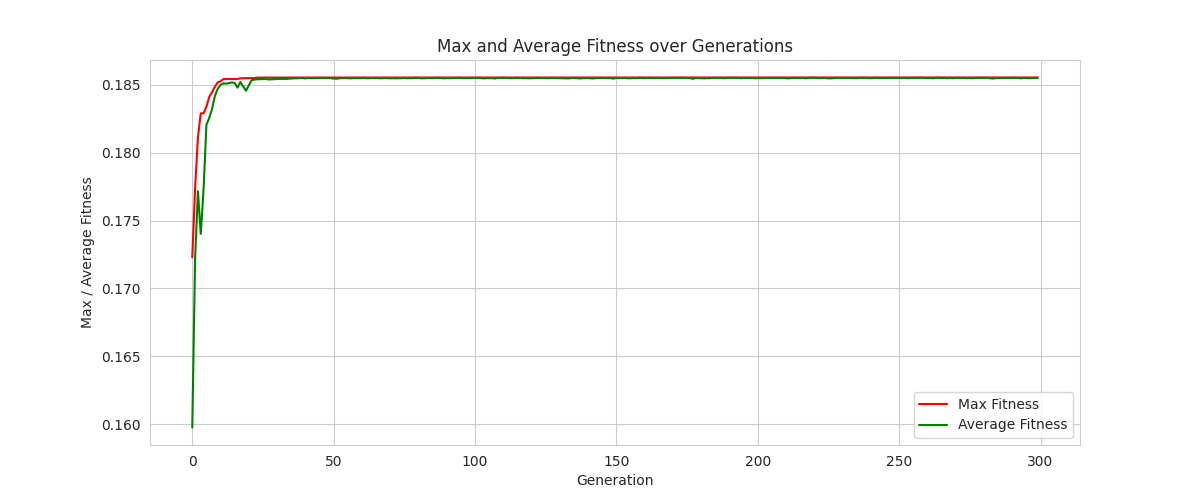 Max and Average Fitness over Generations
Max / Average Fitness
0.185
0.180
0.175
0.170
0.165
0.160
0
50
100
150
200
250
300
Generation
Max Fitness
Average Fitness